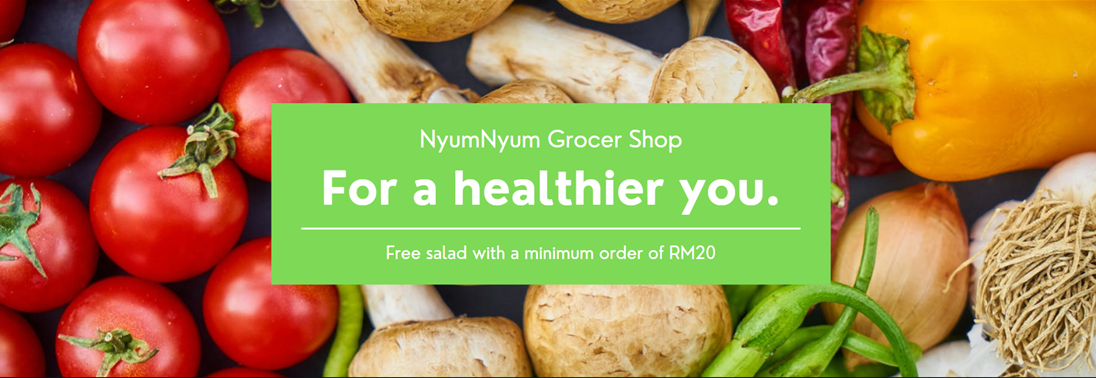 NyumNyum Grocer Shop
For a healthier you.
Free salad with a minimum order of RM20